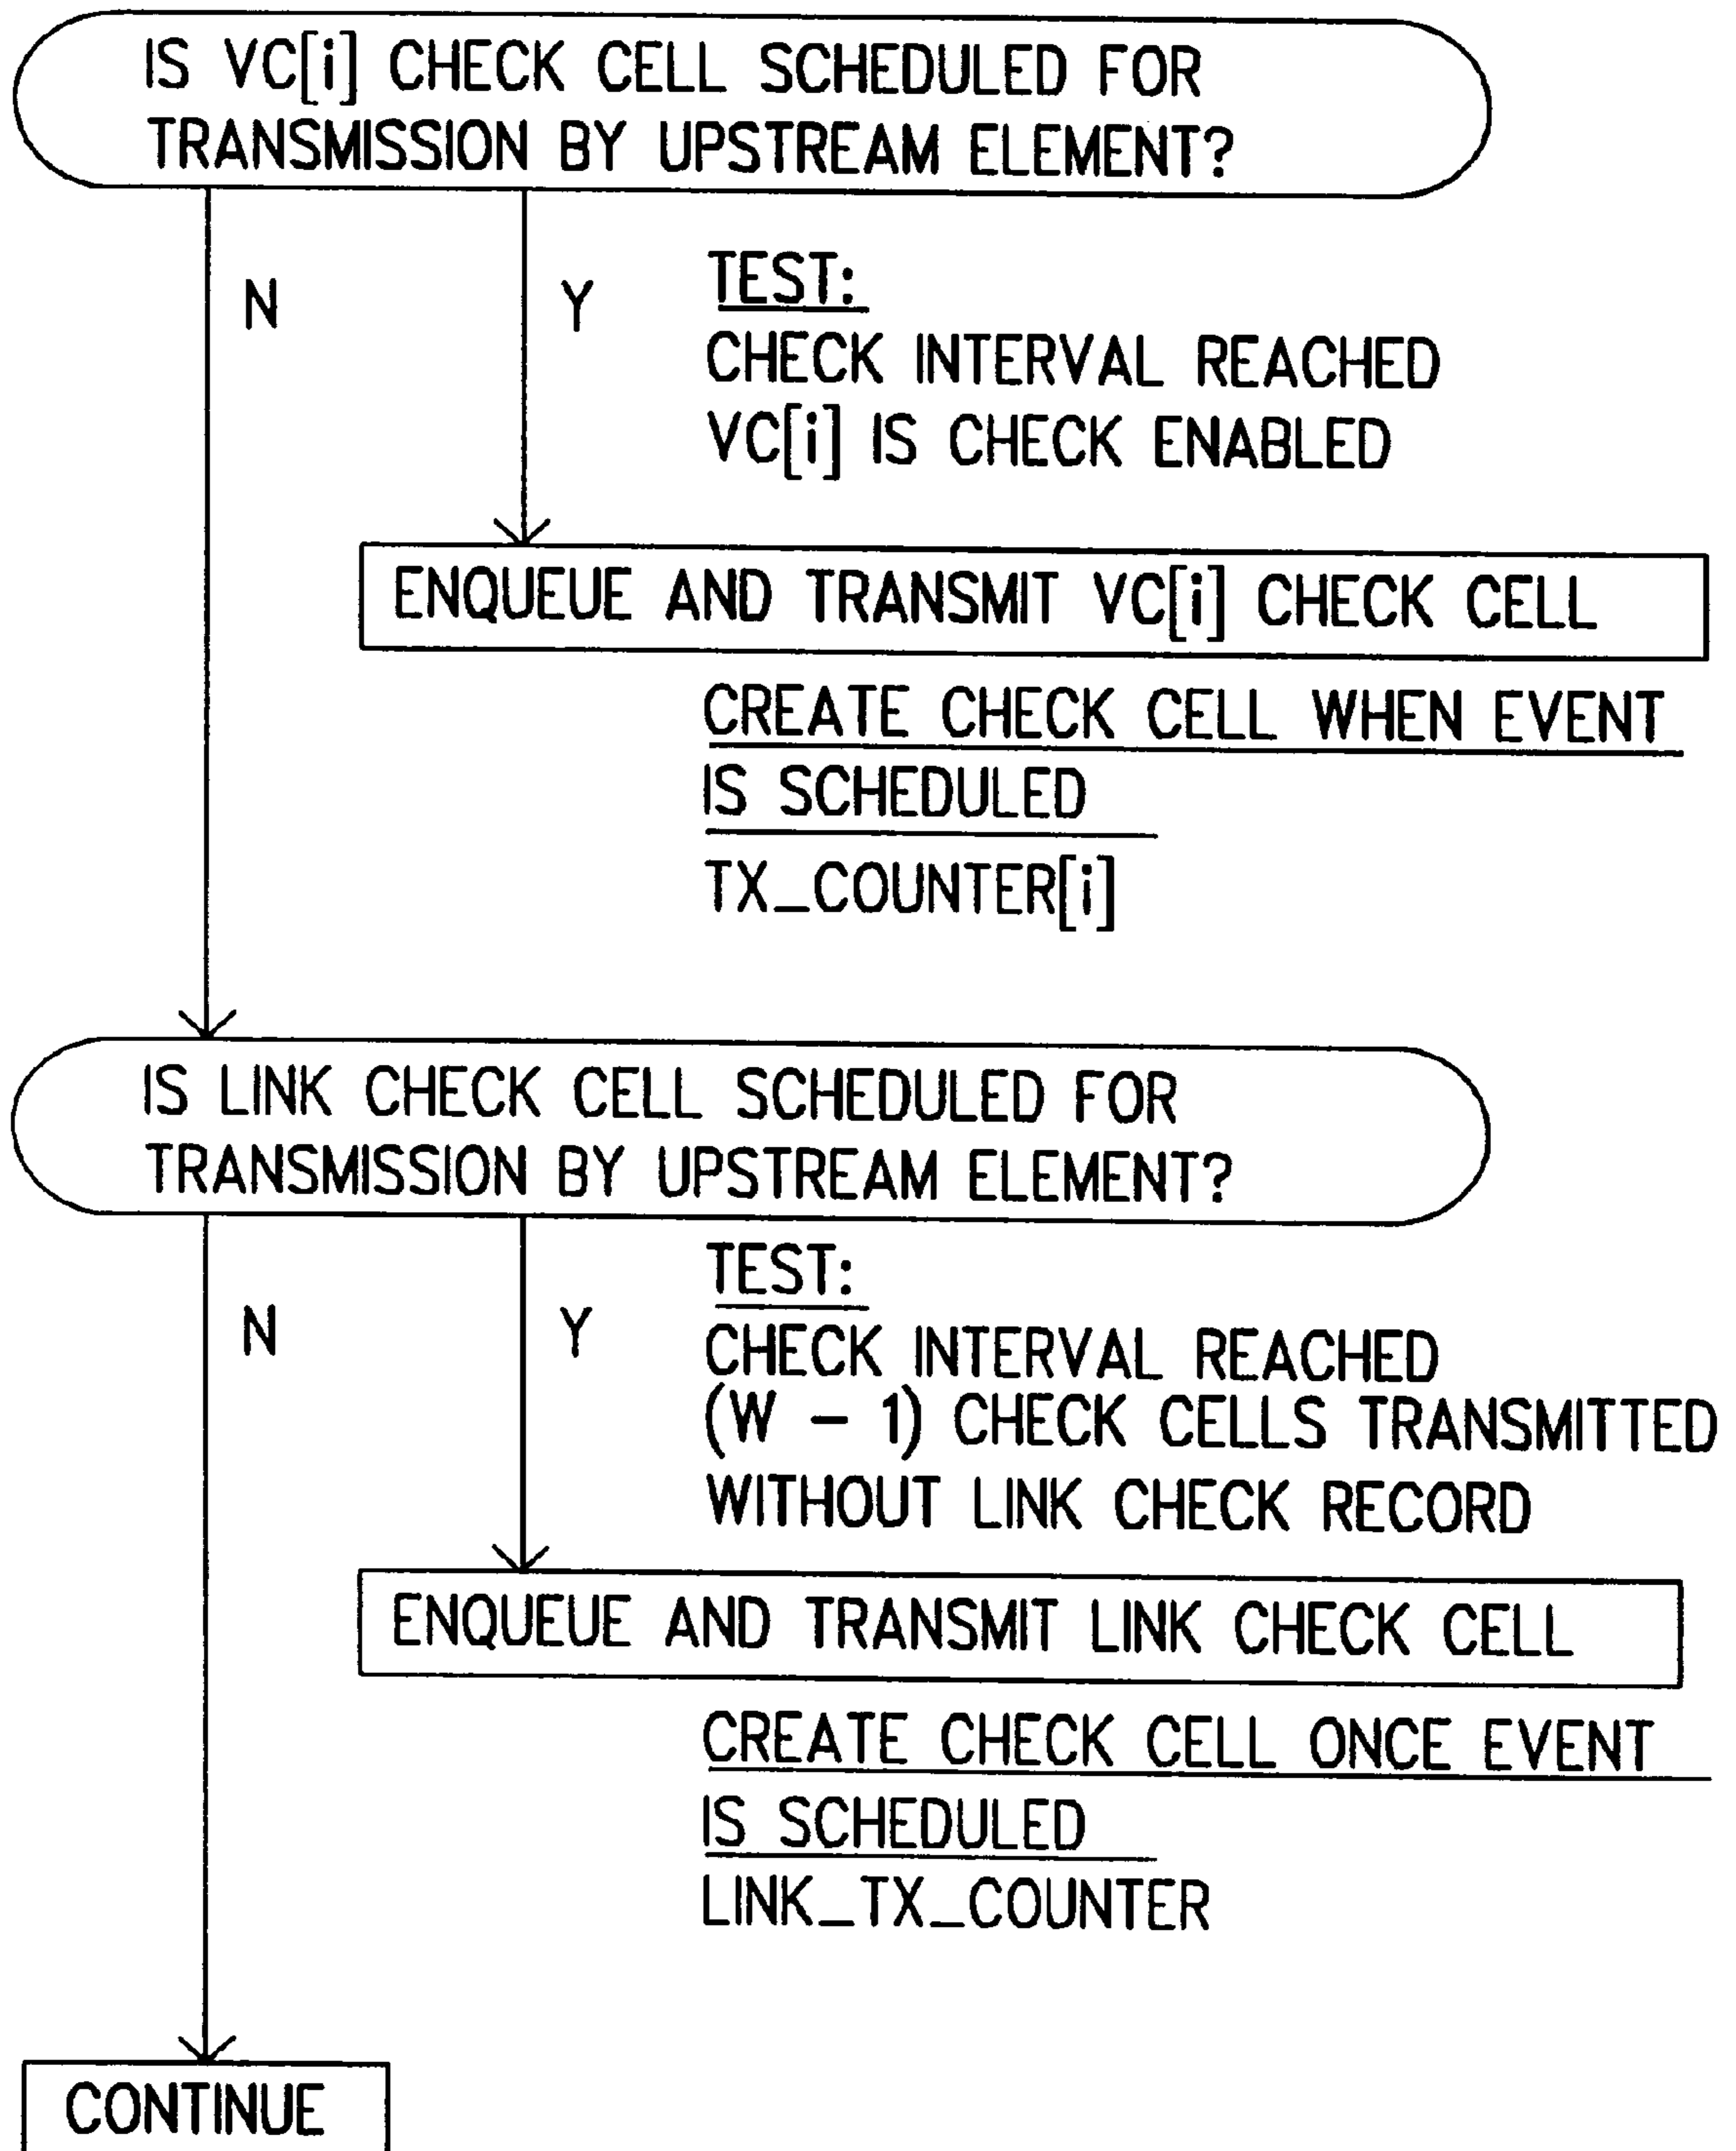 IS VC[i] CHECK CELL SCHEDULED FOR
TRANSMISSION BY UPSTREAM ELEMENT?
N
Y
TEST:
CHECK INTERVAL REACHED
VC[i] IS CHECK ENABLED
ENQUEUE AND TRANSMIT VC[i] CHECK CELL
CREATE CHECK CELL WHEN EVENT
IS SCHEDULED
TX_COUNTER[i]
IS LINK CHECK CELL SCHEDULED FOR
TRANSMISSION BY UPSTREAM ELEMENT?
N
Y
TEST:
CHECK INTERVAL REACHED
(W – 1) CHECK CELLS TRANSMITTED
WITHOUT LINK CHECK RECORD
ENQUEUE AND TRANSMIT LINK CHECK CELL
CREATE CHECK CELL ONCE EVENT
IS SCHEDULED
LINK_TX_COUNTER
CONTINUE